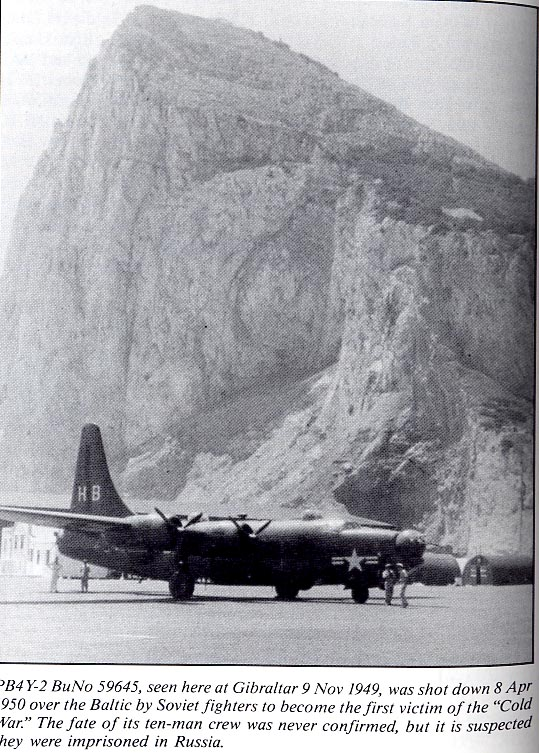 HB
PB4Y-2 BuNo 59645, seen here at Gibraltar 9 Nov 1949, was shot down 8 Apr
1950 over the Baltic by Soviet fighters to become the first victim of the "Cold
War." The fate of its ten-man crew was never confirmed, but it is suspected
they were imprisoned in Russia.